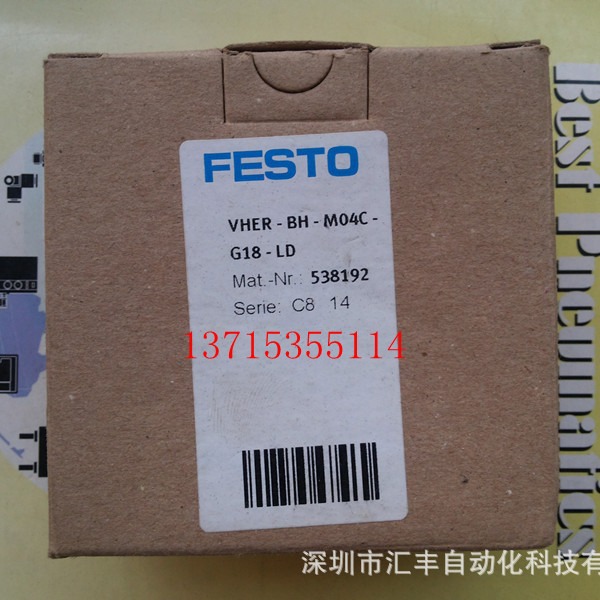 FESTO
VHER - BH - M04C -
G18 - LD
Mat.-Nr.: 538192
Serie: C8 14
13715355114
Best Pneumatics
深圳市汇丰自动化科技有